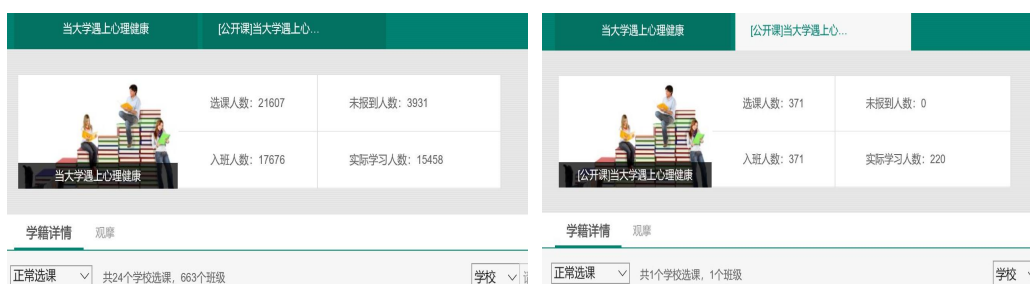 当大学遇上心理健康 [公开课]当大学遇上心...
选课人数：21607 未报到人数：3931
入班人数：17676 实际学习人数：15458
当大学遇上心理健康
学籍详情 观摩
正常选课 共24个学校选课，663个班级 学校
当大学遇上心理健康 [公开课]当大学遇上心...
选课人数：371 未报到人数：0
入班人数：371 实际学习人数：220
[公开课]当大学遇上心理健康
学籍详情 观摩
正常选课 共1个学校选课，1个班级 学校